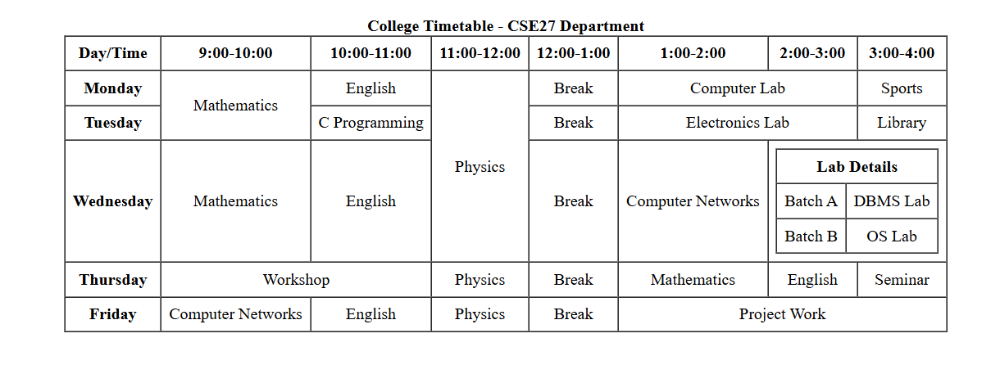 College Timetable - CSE27 Department
Day/Time 9:00-10:00 10:00-11:00 11:00-12:00 12:00-1:00 1:00-2:00 2:00-3:00 3:00-4:00
Monday Mathematics English Physics Break Computer Lab Sports
Tuesday C Programming Break Electronics Lab Library
Wednesday Mathematics English Break Computer Networks
Lab Details
Batch A DBMS Lab
Batch B OS Lab
Thursday Workshop Physics Break Mathematics English Seminar
Friday Computer Networks English Physics Break Project Work